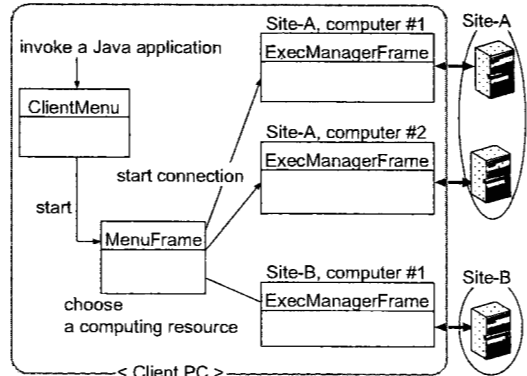 Site-A, computer #1
Site-A
invoke a Java application
ExecManagerFrame
ClientMenu
Site-A, computer #2
ExecManagerFrame
start connection
start
MenuFrame
Site-B, computer #1
Site-B
ExecManagerFrame
choose
a computing resource
< Client PC >